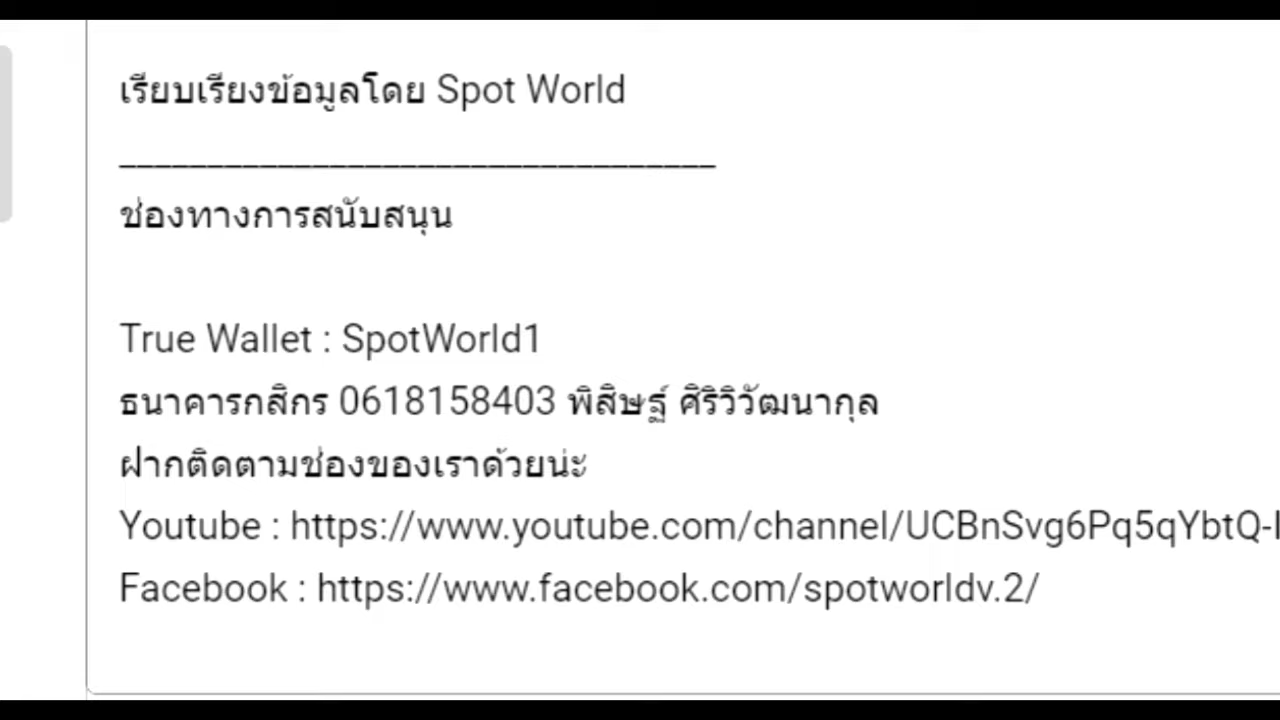 เรียบเรียงข้อมูลโดย Spot World
__________________________________
ช่องทางการสนับสนุน
True Wallet : SpotWorld1
ธนาคารกสิกร 0618158403 พิสิษฐ์ ศิริวิวัฒนากุล
ฝากติดตามช่องของเราด้วยน่ะ
Youtube : https://www.youtube.com/channel/UCBnSvg6Pq5qYbtQ-
Facebook : https://www.facebook.com/spotworldv.2/